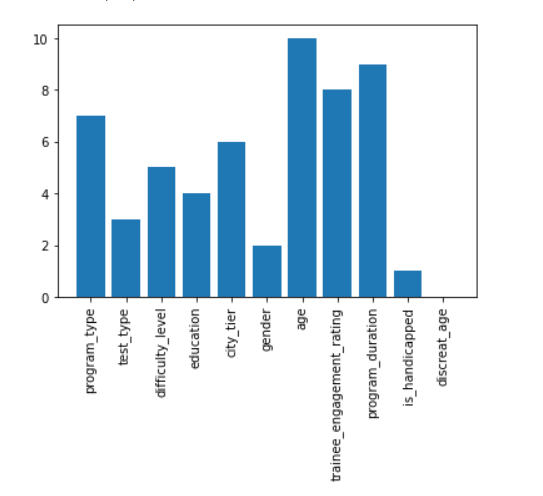 10
8
6
4
2
0
program_type
test_type
difficulty_level
education
city_tier
gender
age
trainee_engagement_rating
program_duration
is_handicapped
discreat_age